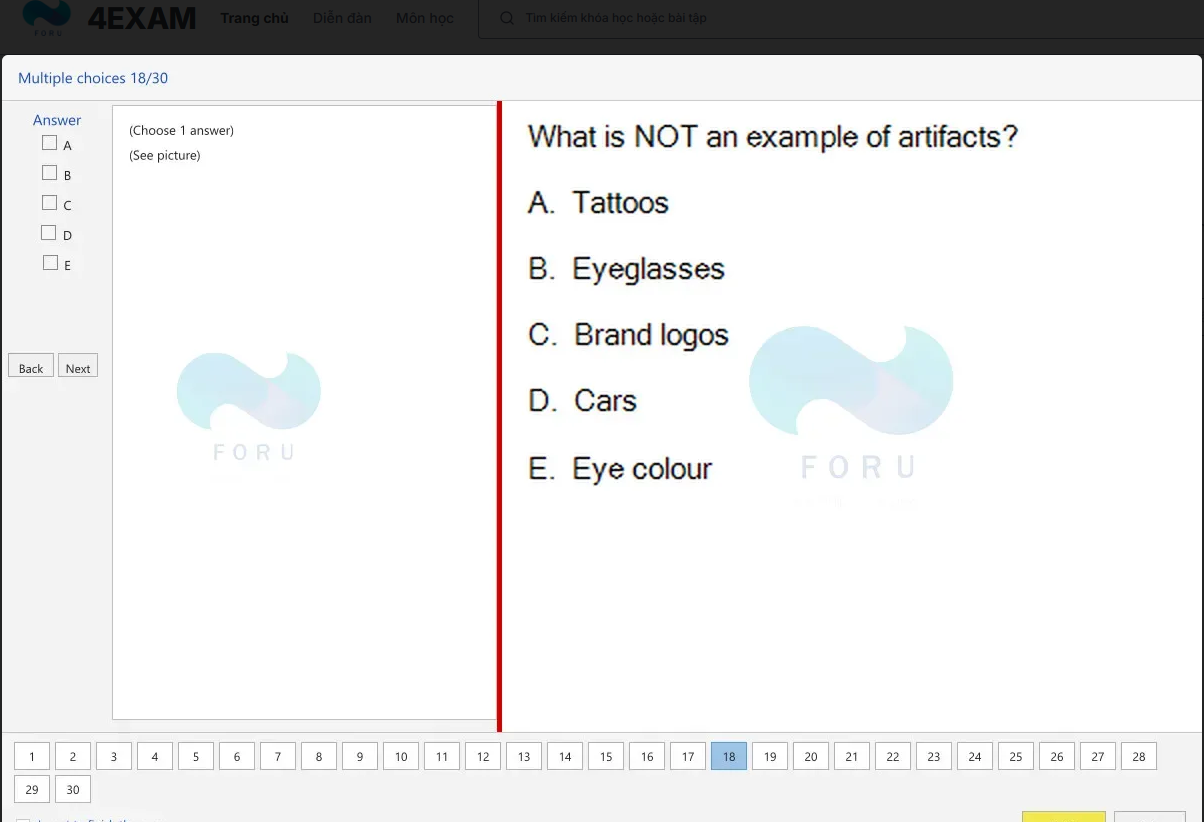 FORU
4EXAM
Trang chủ
Diễn đàn
Môn học
Tìm kiếm khóa học hoặc bài tập
Multiple choices 18/30
Answer
A
B
C
D
E
Back
Next
(Choose 1 answer)
(See picture)
FORU
What is NOT an example of artifacts?
A. Tattoos
B. Eyeglasses
C. Brand logos
D. Cars
E. Eye colour
FORU
1 2 3 4 5 6 7 8 9 10 11 12 13 14 15 16 17 18 19 20 21 22 23 24 25 26 27 28
29 30